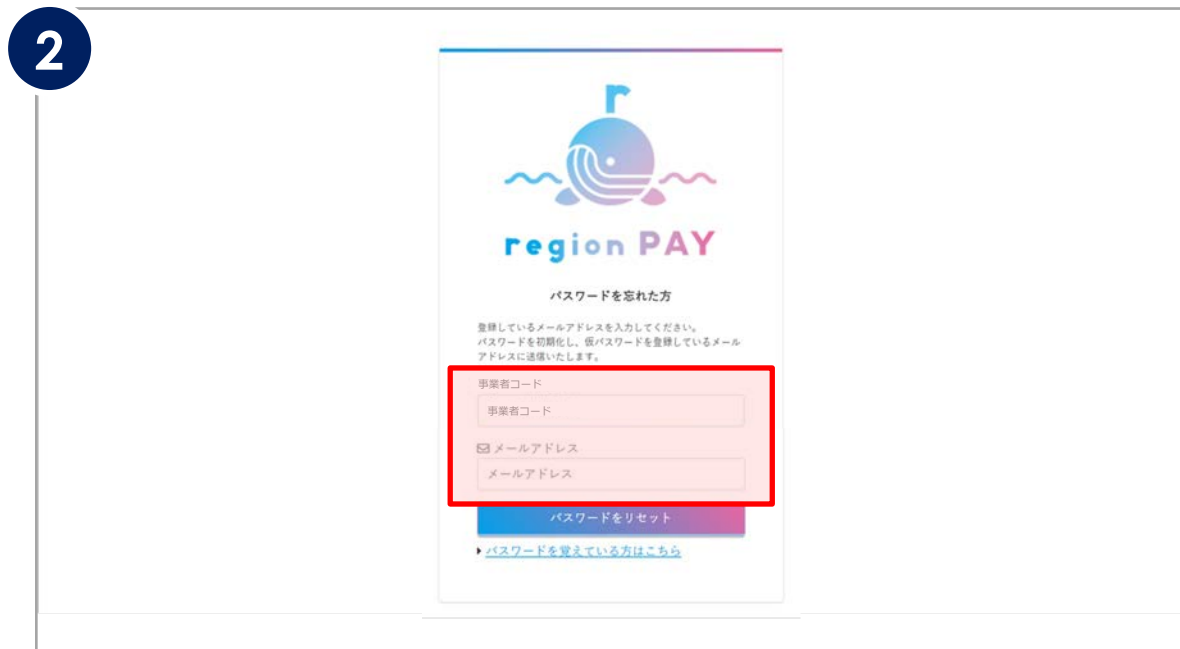 2
r
region PAY
パスワードを忘れた方
登録しているメールアドレスを入力してください。
パスワードを初期化し、仮パスワードを登録しているメール
アドレスに送信いたします。
事業者コード
事業者コード
メールアドレス
メールアドレス
パスワードをリセット
パスワードを覚えている方はこちら